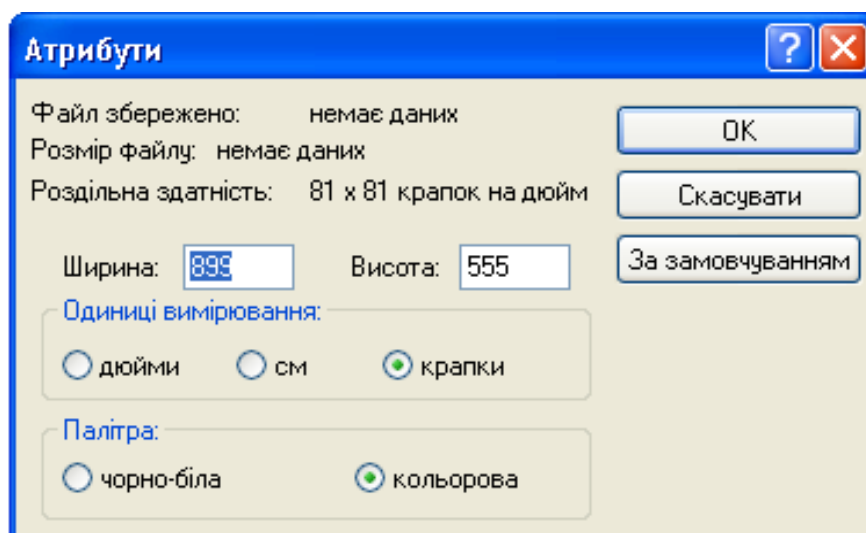 Атрибути
Файл збережено: немає даних
Розмір файлу: немає даних
Роздільна здатність: 81 x 81 крапок на дюйм
OK
Скасувати
За замовчуванням
Ширина: 899 Висота: 555
Одиниці вимірювання:
дюйми см крапки
Палітра:
чорно-біла кольорова